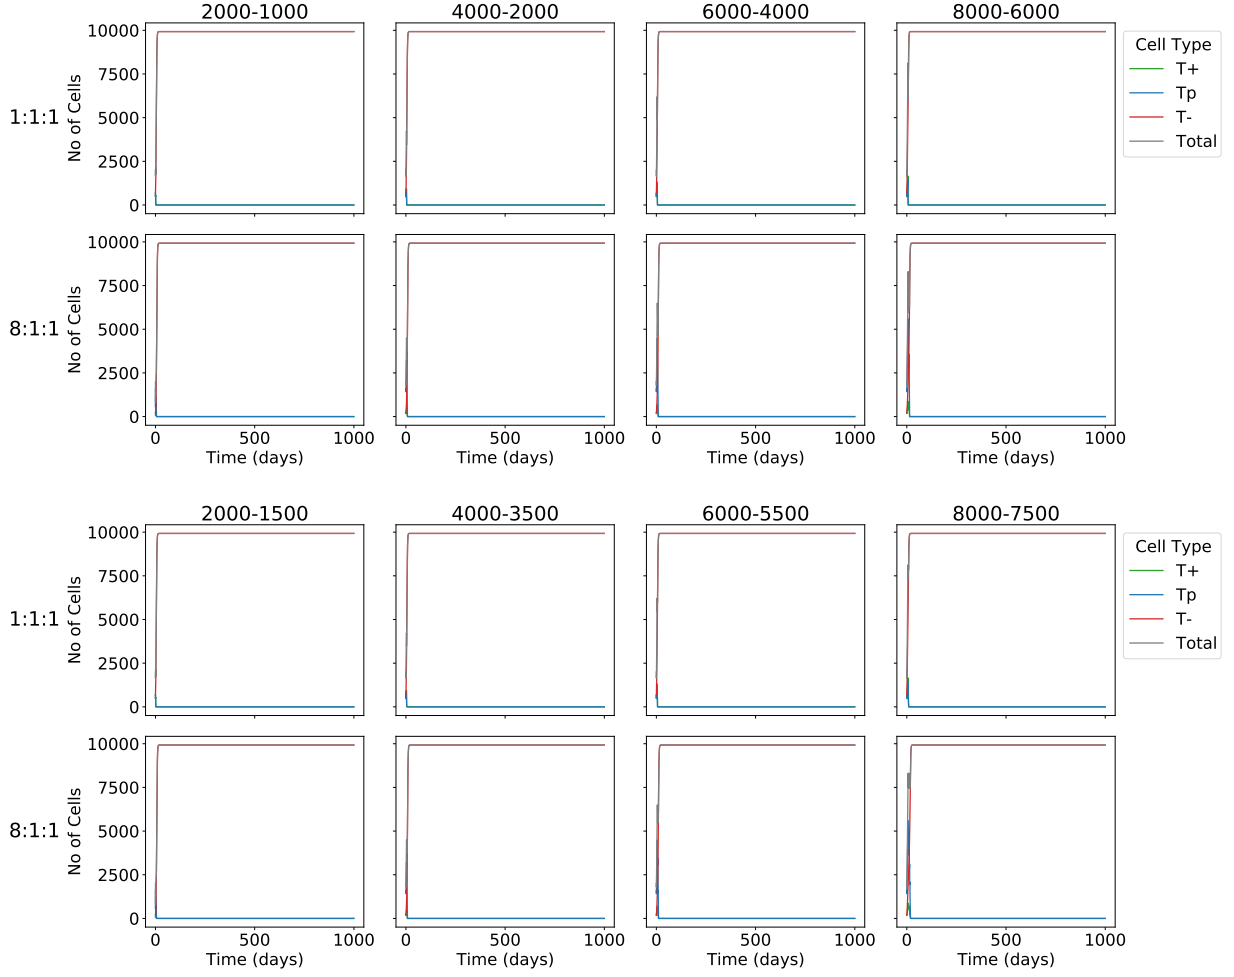 2000-1000 4000-2000 6000-4000 8000-6000
10000
7500
5000
2500
0
No of Cells
1:1:1
Cell Type
T+
Tp
T-
Total
10000
7500
5000
2500
0
No of Cells
8:1:1
0 500 1000 0 500 1000 0 500 1000 0 500 1000
Time (days) Time (days) Time (days) Time (days)
2000-1500 4000-3500 6000-5500 8000-7500
10000
7500
5000
2500
0
No of Cells
1:1:1
Cell Type
T+
Tp
T-
Total
10000
7500
5000
2500
0
No of Cells
8:1:1
0 500 1000 0 500 1000 0 500 1000 0 500 1000
Time (days) Time (days) Time (days) Time (days)